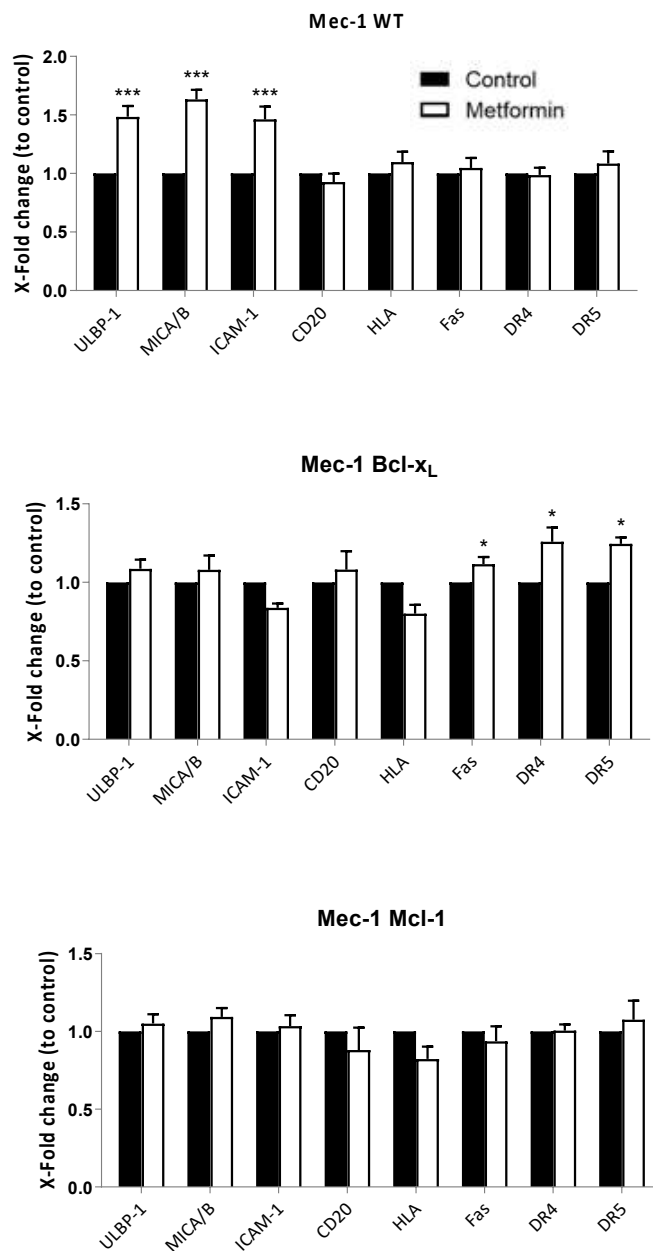 Mec-1 WT
X-Fold change (to control)
2.0
1.5
1.0
0.5
0.0
*** *** ***
Control
Metformin
ULBP-1 MICA/B ICAM-1 CD20 HLA Fas DR4 DR5
Mec-1 Bcl-xL
X-Fold change (to control)
1.5
1.0
0.5
0.0
* * *
ULBP-1 MICA/B ICAM-1 CD20 HLA Fas DR4 DR5
Mec-1 Mcl-1
X-Fold change (to control)
1.5
1.0
0.5
0.0
ULBP-1 MICA/B ICAM-1 CD20 HLA Fas DR4 DR5